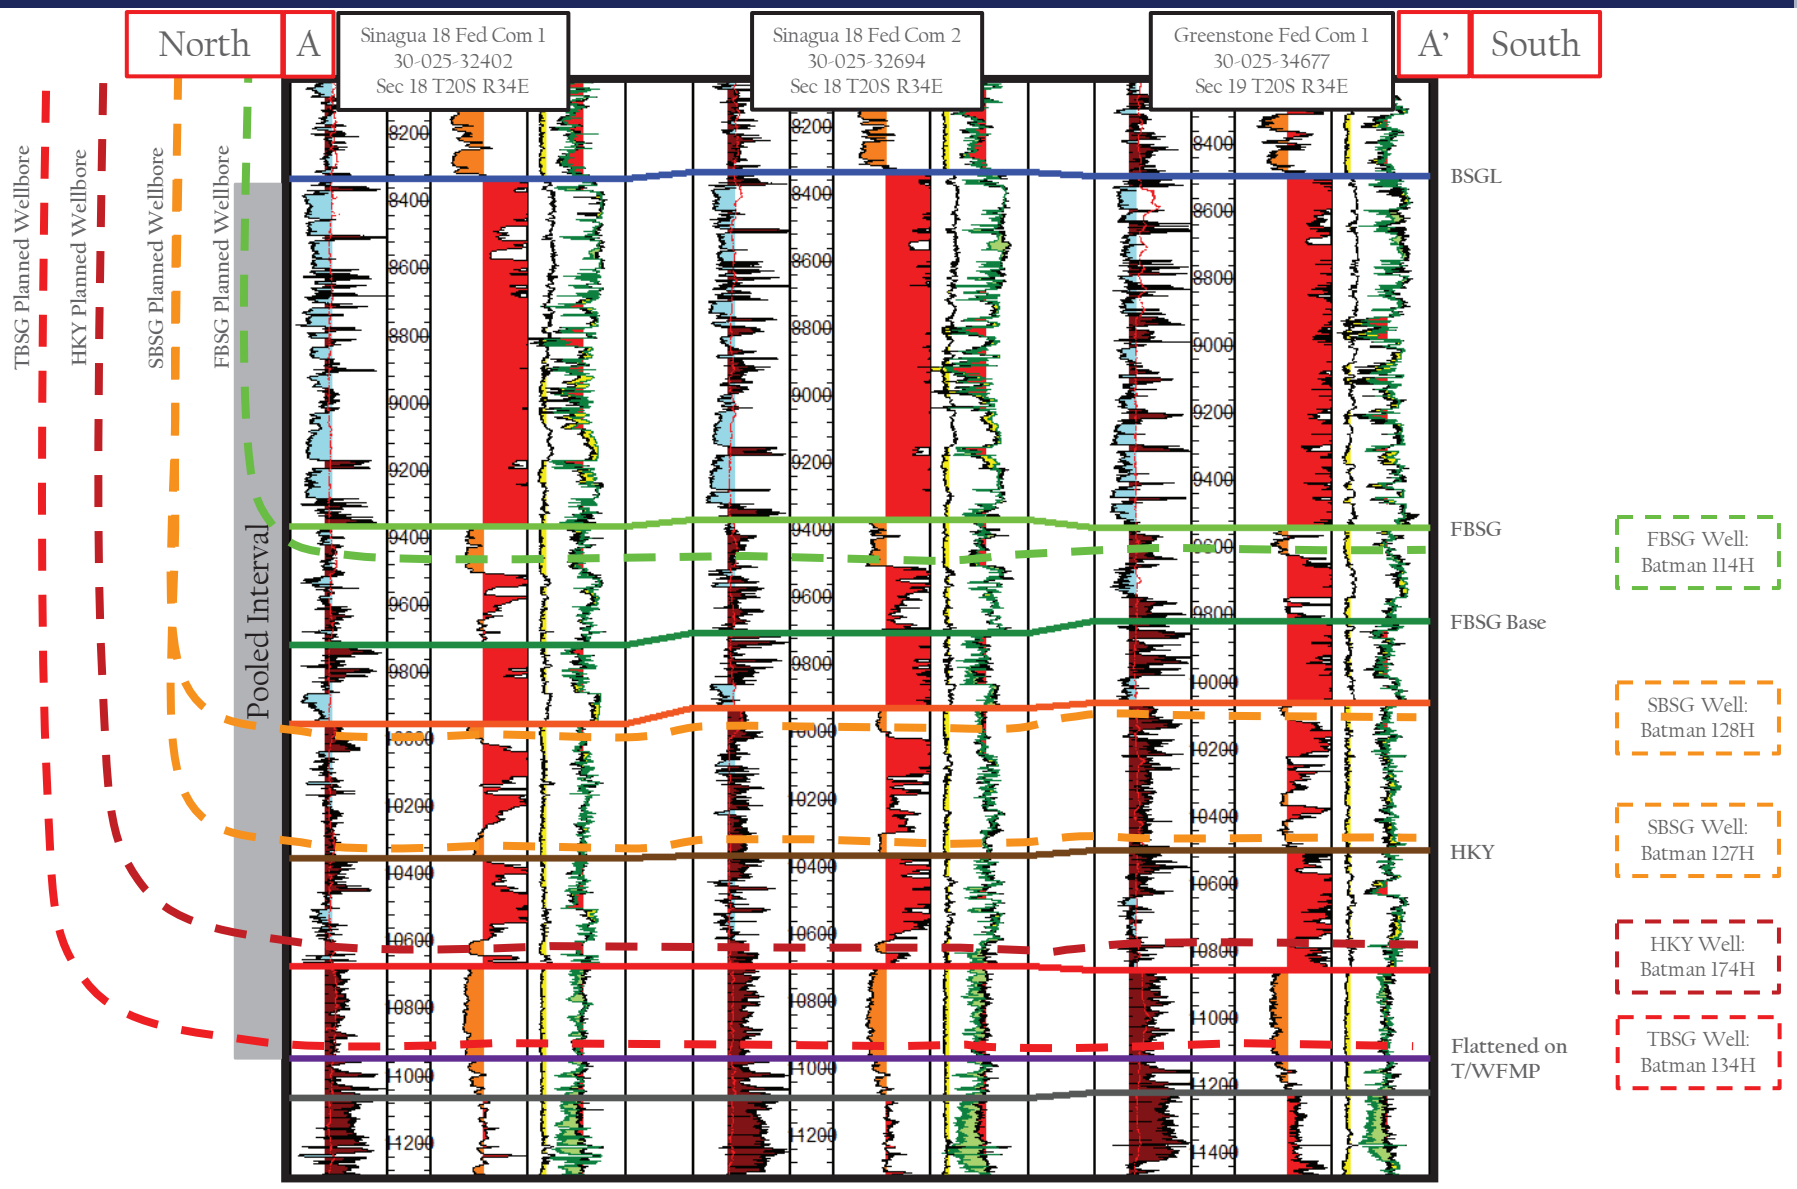 North
A
Sinagua 18 Fed Com 1
30-025-32402
Sec 18 T20S R34E
Sinagua 18 Fed Com 2
30-025-32694
Sec 18 T20S R34E
Greenstone Fed Com 1
30-025-34677
Sec 19 T20S R34E
A’
South
TBSG Planned Wellbore
HKY Planned Wellbore
SBSG Planned Wellbore
FBSG Planned Wellbore
Pooled Interval
8200
8400
8600
8800
9000
9200
9400
9600
9800
10000
10200
10400
10600
10800
11000
11200
8200
8400
8600
8800
9000
9200
9400
9600
9800
10000
10200
10400
10600
10800
11000
11200
8400
8600
8800
9000
9200
9400
9600
9800
10000
10200
10400
10600
10800
11000
11200
11400
BSGL
FBSG
FBSG Base
HKY
Flattened on
T/WFMP
FBSG Well:
Batman 114H
SBSG Well:
Batman 128H
SBSG Well:
Batman 127H
HKY Well:
Batman 174H
TBSG Well:
Batman 134H